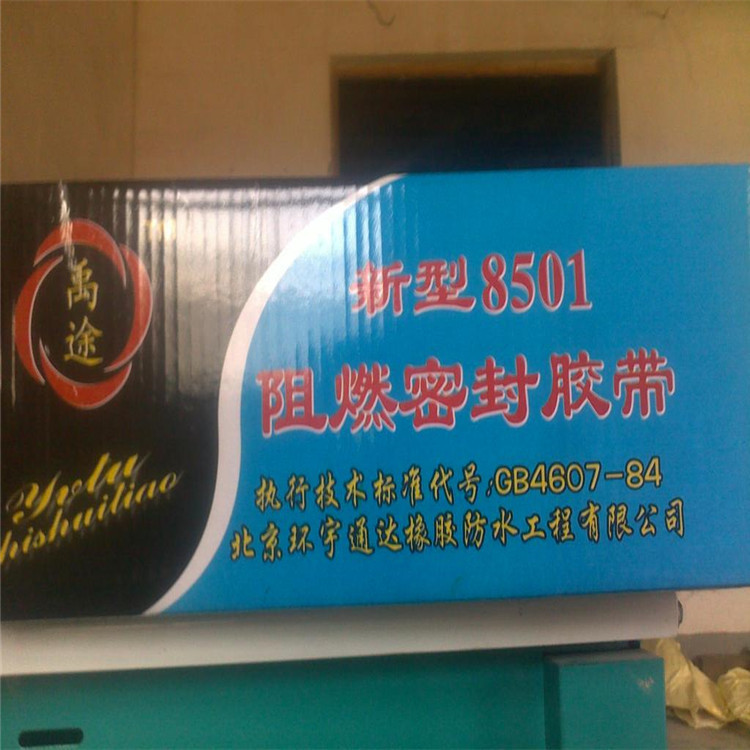 禹途
Yutu
新型8501
阻燃密封胶带
执行技术标准代号:GB4607-84
北京环宇通达橡胶防水工程有限公司